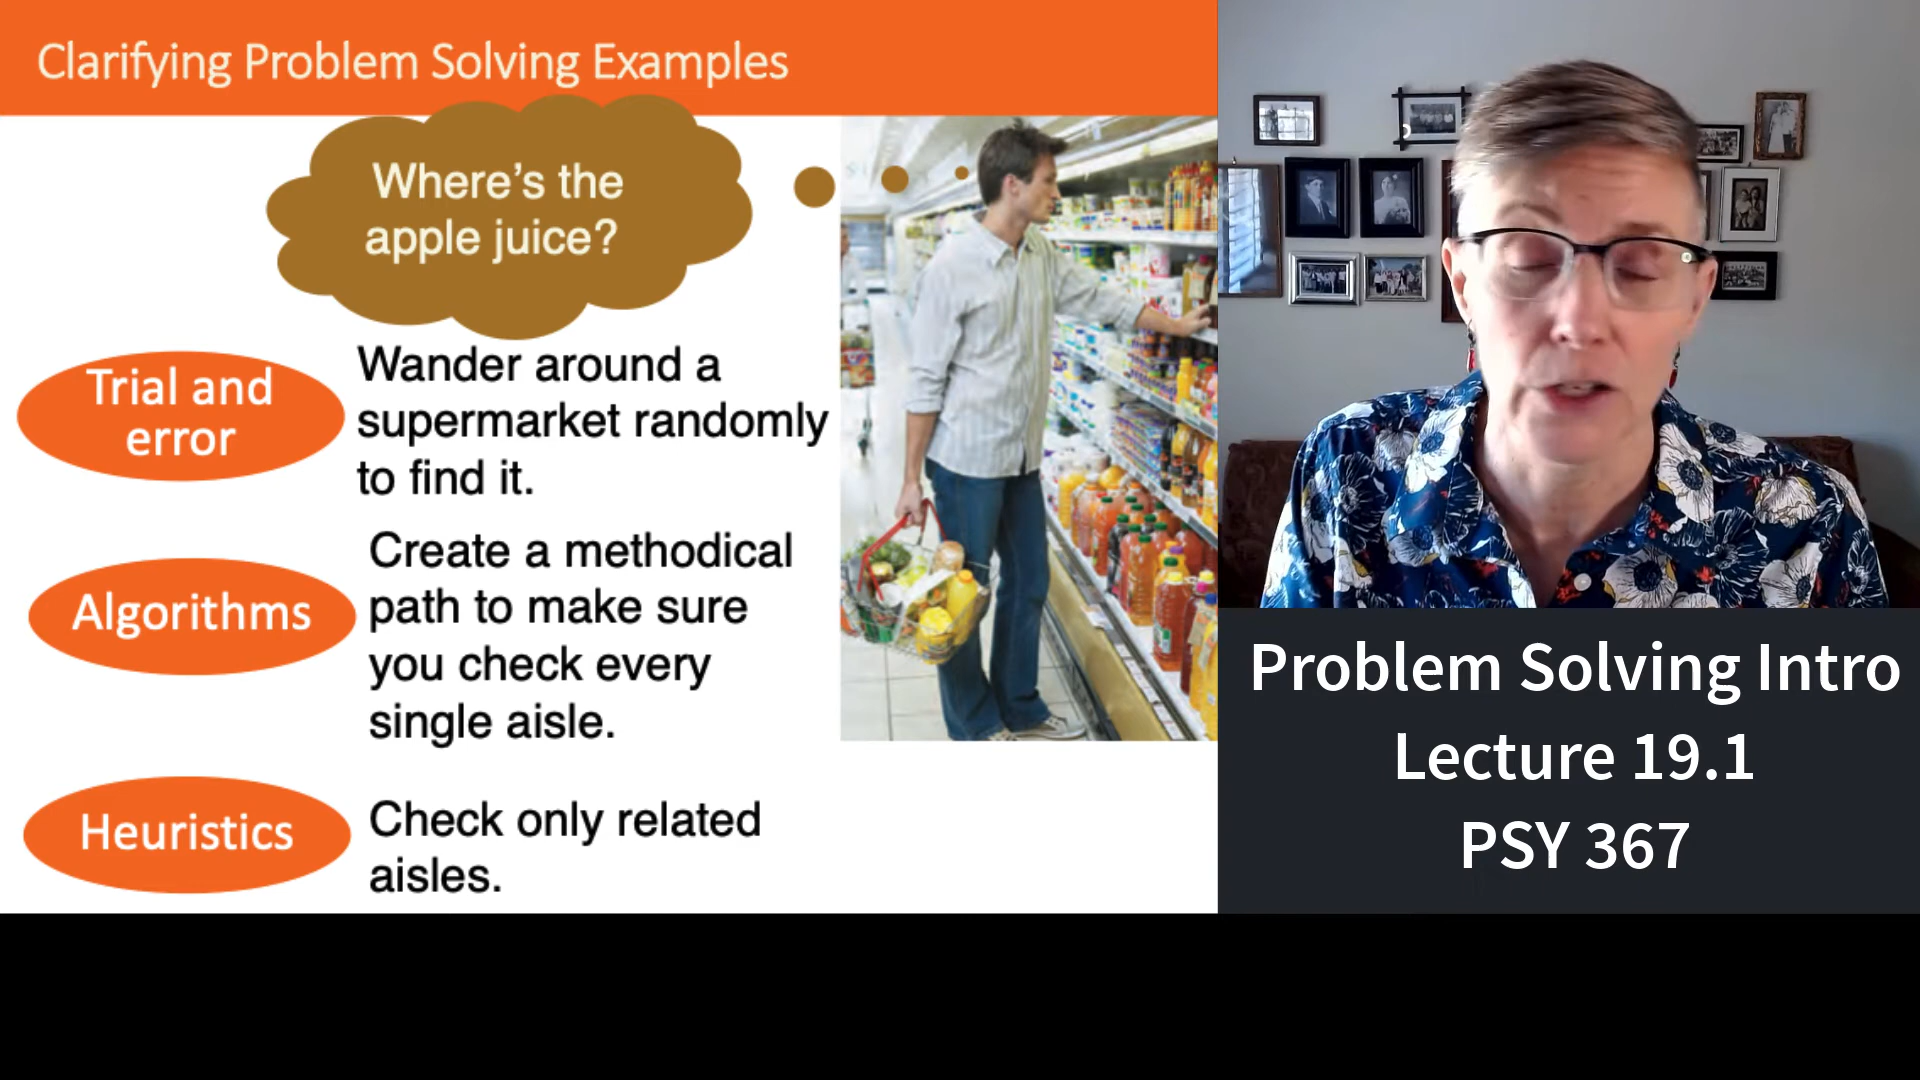 Clarifying Problem Solving Examples
Where's the
apple juice?
Trial and
error
Wander around a
supermarket randomly
to find it.
Algorithms
Create a methodical
path to make sure
you check every
single aisle.
Heuristics
Check only related
aisles.
Problem Solving Intro
Lecture 19.1
PSY 367